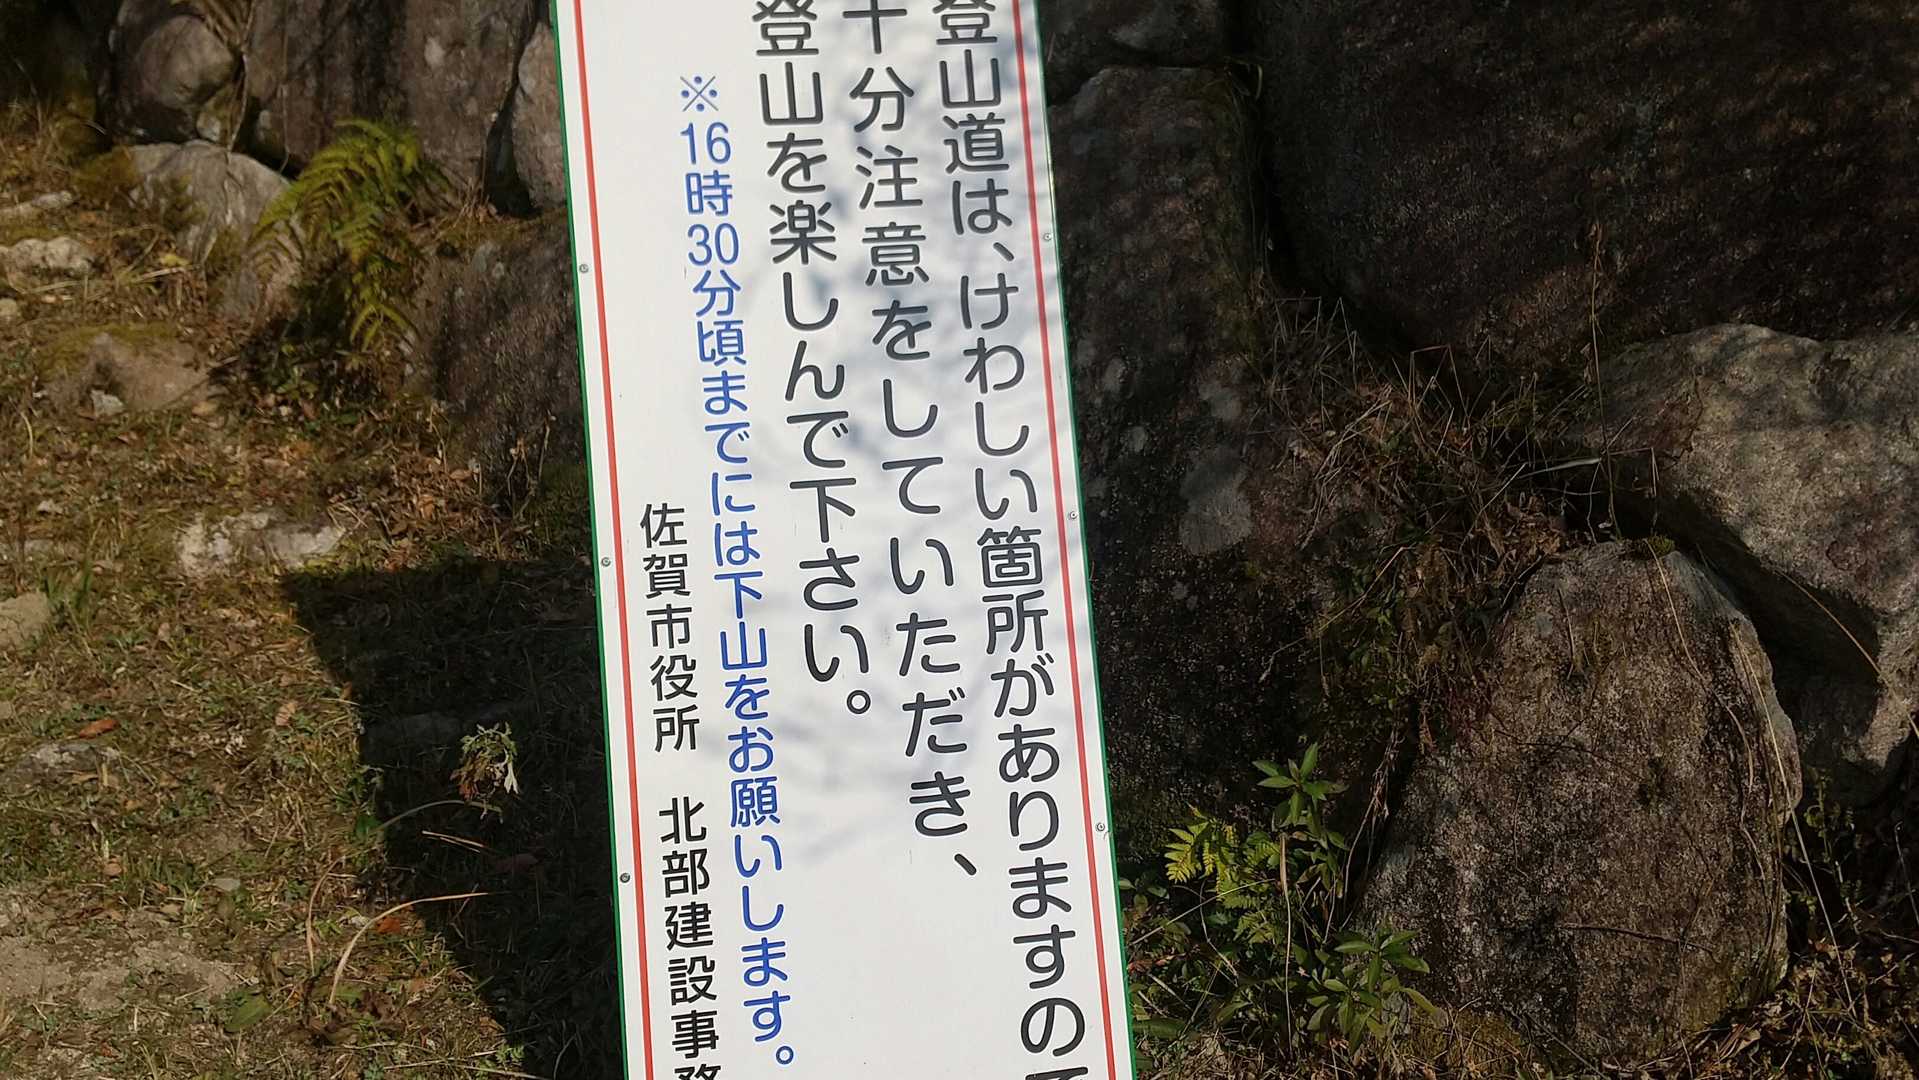 登山道は、けわしい箇所がありますので
十分注意をしていただき、
登山を楽しんで下さい。
※16時30分頃までには下山をお願いします。
佐賀市役所 北部建設事務